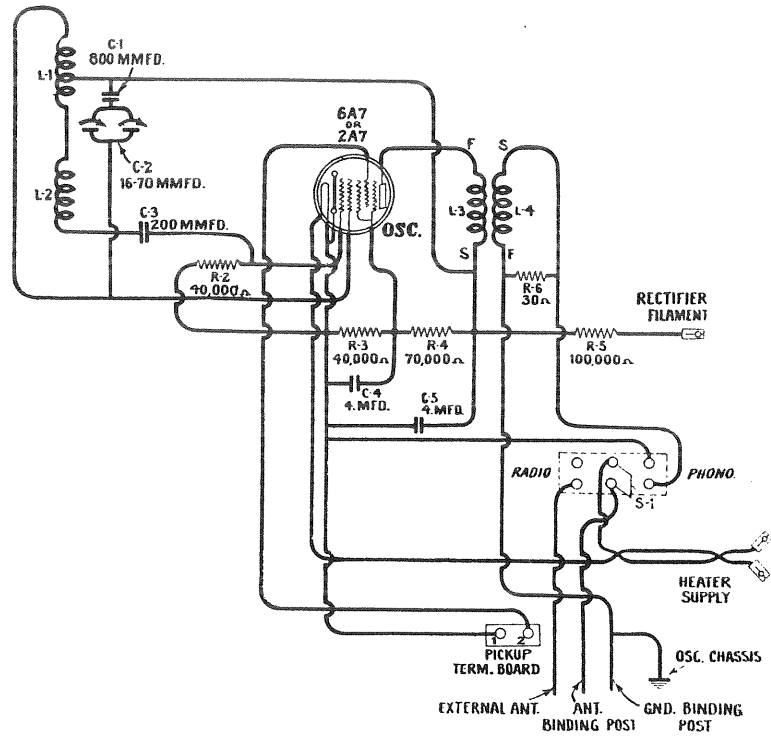 C-1
800 MMFD.
L-1
6A7
OR
2A7
C-2
16-70 MMFD.
L-2
C-3
200 MMFD.
OSC.
F S
L-3 L-4
S F
R-2
40,000Ω
R-6
30Ω
RECTIFIER
FILAMENT
R-3
40,000Ω
R-4
70,000Ω
R-5
100,000Ω
C-4
4.MFD.
C-5
4.MFD.
RADIO
PHONO.
S-1
HEATER
SUPPLY
1 2
PICKUP
TERM. BOARD
OSC. CHASSIS
EXTERNAL ANT.
ANT.
BINDING POST
GND. BINDING
POST